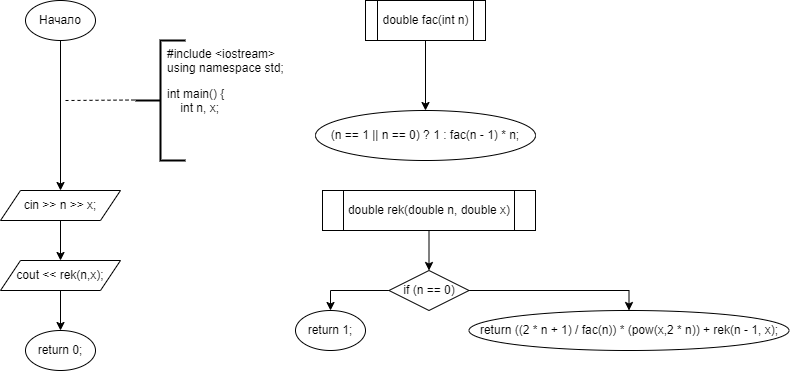 Начало
#include <iostream>
using namespace std;
int main() {
int n, x;
cin >> n >> x;
cout << rek(n,x);
return 0;
double fac(int n)
(n == 1 || n == 0) ? 1 : fac(n - 1) * n;
double rek(double n, double x)
if (n == 0)
return 1;
return ((2 * n + 1) / fac(n)) * (pow(x,2 * n)) + rek(n - 1, x);